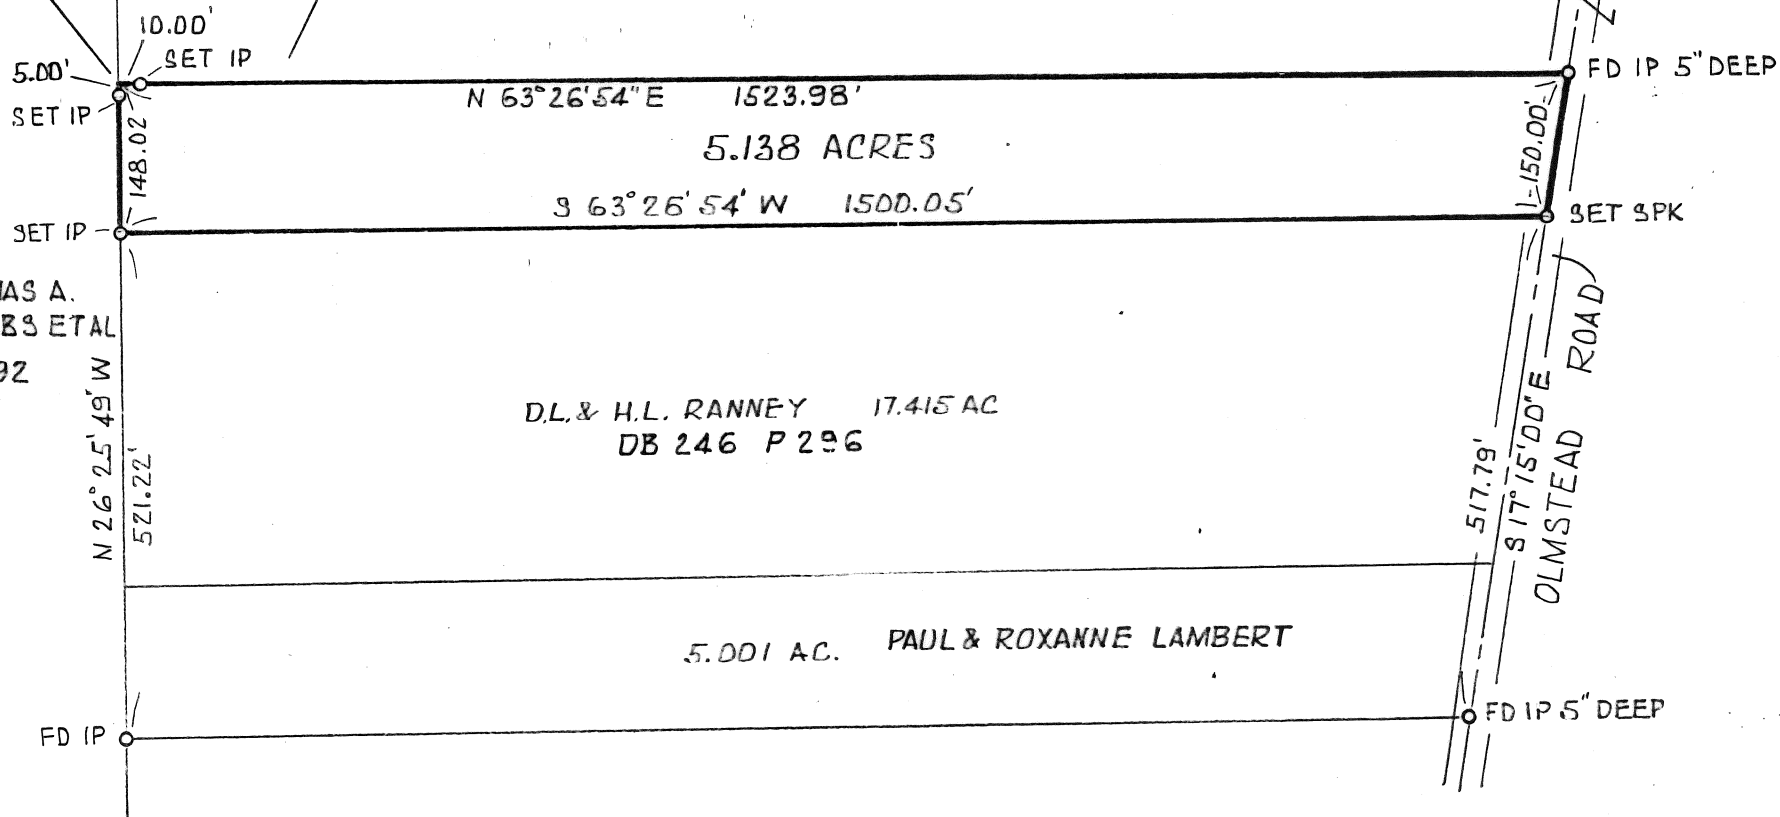 10.00'
SET IP
5.00'
SET IP
FD IP 5" DEEP
N 63°26'54" E 1523.98'
148.02'
150.00'
5.138 ACRES
S 63°26'54" W 1500.05'
SET IP
SET SPK
AS A.
BS ETAL
92
N 26°25'49" W
521.22'
D.L. & H.L. RANNEY 17.415 AC
DB 246 P 296
517.79'
S 17°15'00" E
OLMSTEAD ROAD
5.001 AC. PAUL & ROXANNE LAMBERT
FD IP
FD IP 5" DEEP